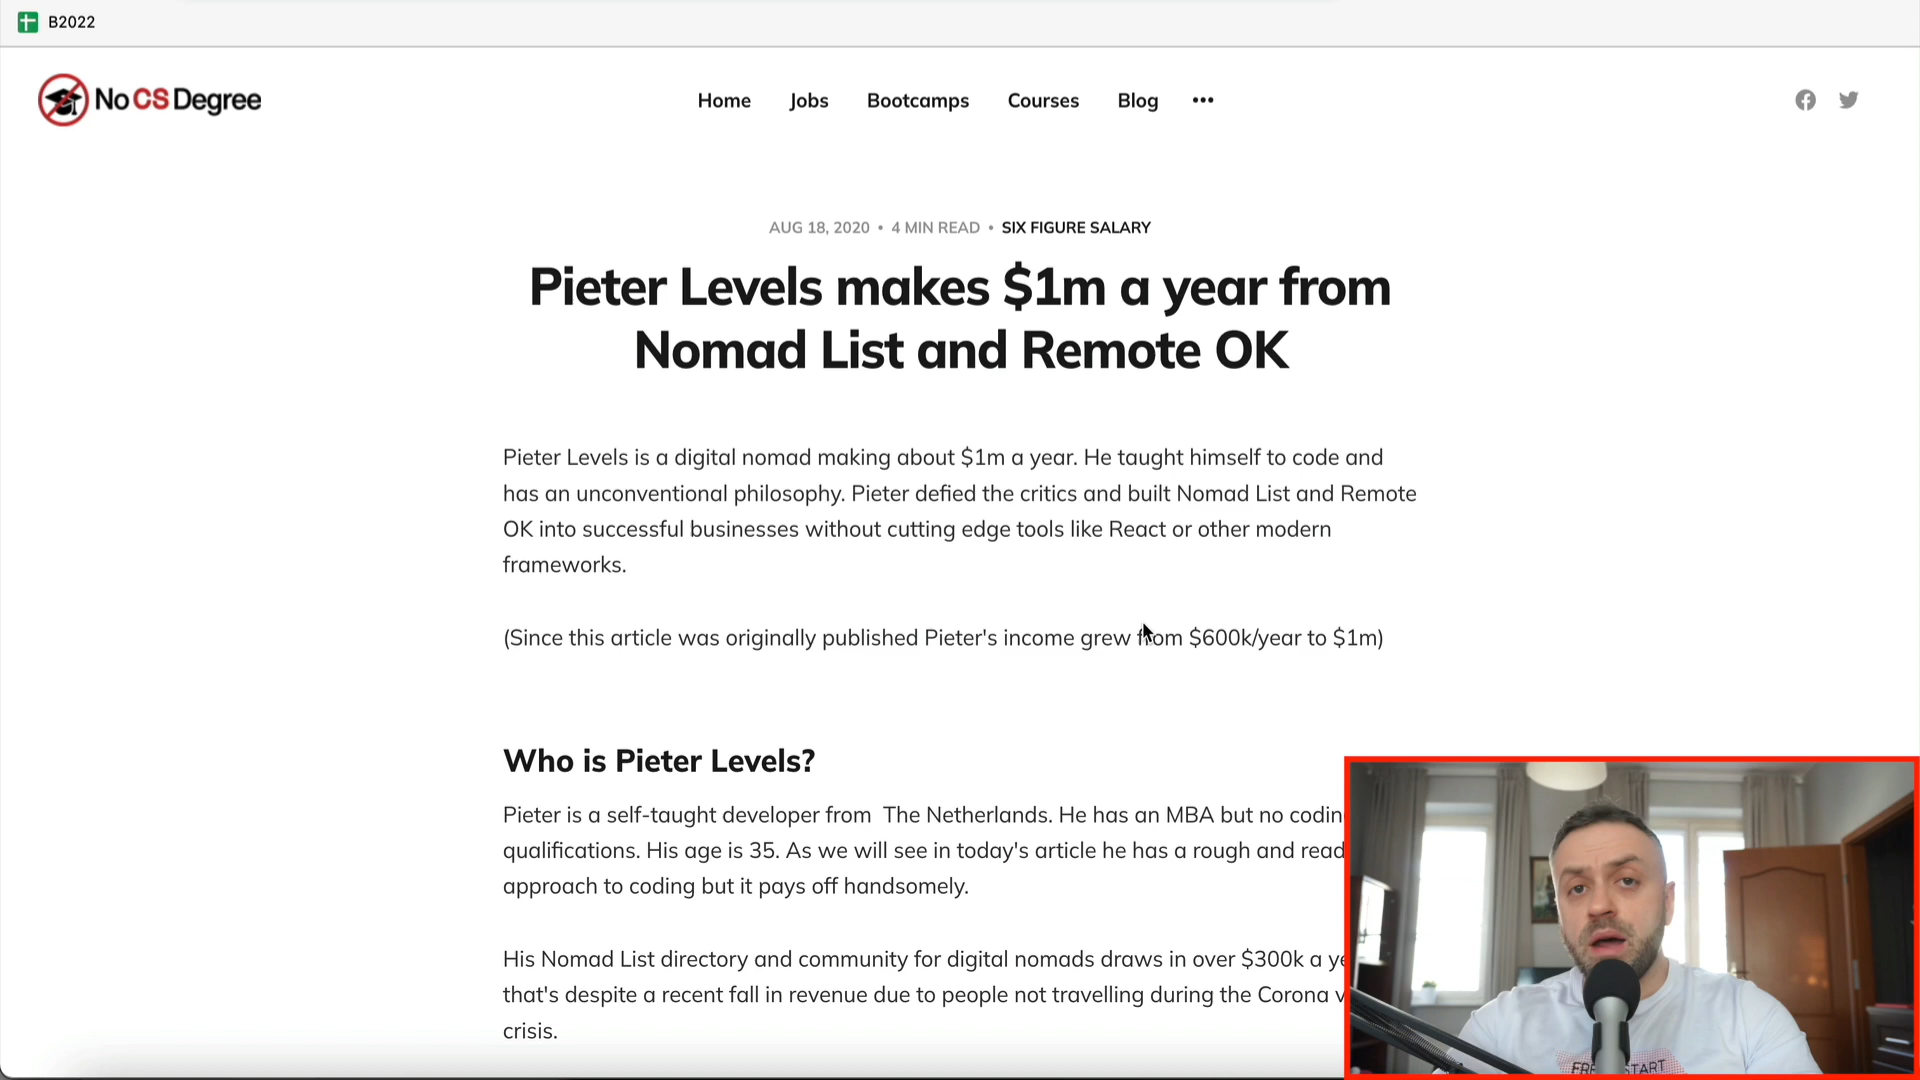 B2022
No CS Degree
Home Jobs Bootcamps Courses Blog •••
AUG 18, 2020 • 4 MIN READ • SIX FIGURE SALARY
Pieter Levels makes $1m a year from
Nomad List and Remote OK
Pieter Levels is a digital nomad making about $1m a year. He taught himself to code and
has an unconventional philosophy. Pieter defied the critics and built Nomad List and Remote
OK into successful businesses without cutting edge tools like React or other modern
frameworks.
(Since this article was originally published Pieter's income grew from $600k/year to $1m)
Who is Pieter Levels?
Pieter is a self-taught developer from The Netherlands. He has an MBA but no codin
qualifications. His age is 35. As we will see in today's article he has a rough and read
approach to coding but it pays off handsomely.
His Nomad List directory and community for digital nomads draws in over $300k a ye
that's despite a recent fall in revenue due to people not travelling during the Corona v
crisis.
START